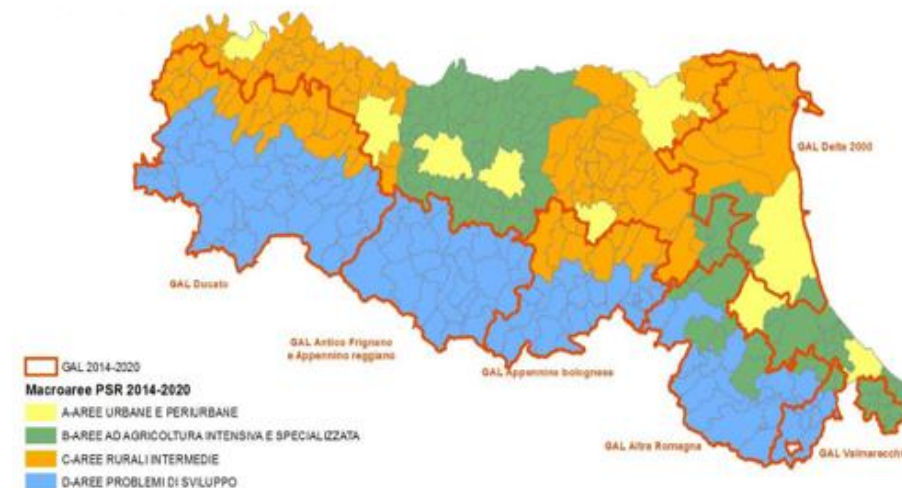 GAL Delta 2000
GAL Ducato
GAL Antico Frignano
e Appennino reggiano
GAL Appennino bolognese
GAL Altra Romagna
GAL Valmarecchi
GAL 2014-2020
Macroaree PSR 2014-2020
A-AREE URBANE E PERIURBANE
B-AREE AD AGRICOLTURA INTENSIVA E SPECIALIZZATA
C-AREE RURALI INTERMEDIE
D-AREE PROBLEMI DI SVILUPPO